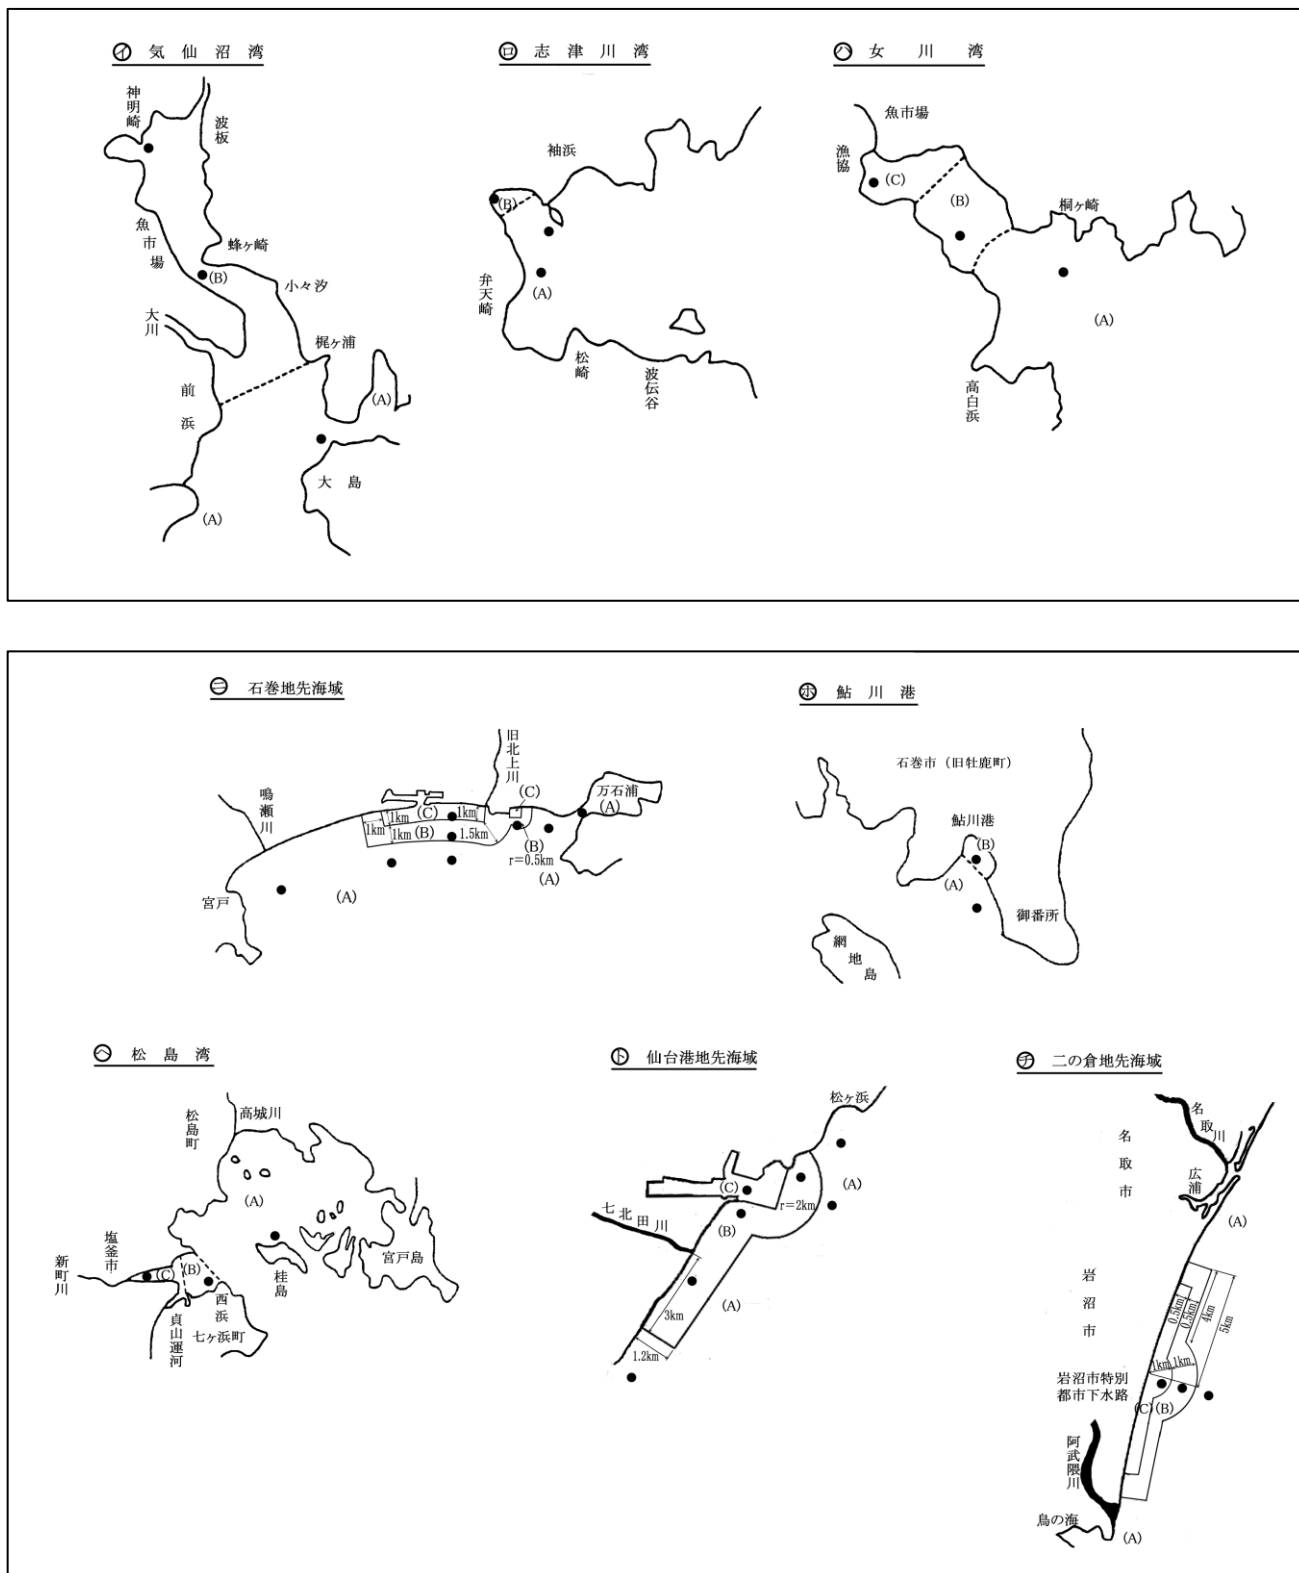 ㋑ 気仙沼湾
神明崎
波板
魚市場
蜂ヶ崎
(B)
小々汐
大川
梶ヶ浦
前浜
(A)
大島
(A)
㋺ 志津川湾
袖浜
(B)
弁天崎
(A)
松崎
波伝谷
㋩ 女川湾
魚市場
漁協
(C)
(B)
桐ヶ崎
(A)
高白浜
㊁ 石巻地先海域
旧北上川
鳴瀬川
(C)
万石浦
(A)
1km
(C)
1km
1km
1km
(B)
1.5km
(B)
r＝0.5km
(A)
(A)
宮戸
㋭ 鮎川港
石巻市（旧牡鹿町）
鮎川港
(B)
(A)
御番所
網地島
㋬ 松島湾
松島町
高城川
(A)
塩釜市
新町川
(C)
(B)
西浜
桂島
宮戸島
貞山運河
七ヶ浜町
㋣ 仙台港地先海域
松ヶ浜
(C)
(A)
r＝2km
七北田川
(B)
(A)
3km
1.2km
㋠ 二の倉地先海域
名取川
名取市
広浦
(A)
岩沼市
0.5km
0.5km
4km
5km
1km
1km
岩沼市特別
都市下水路
(C)
(B)
阿武隈川
鳥の海
(A)